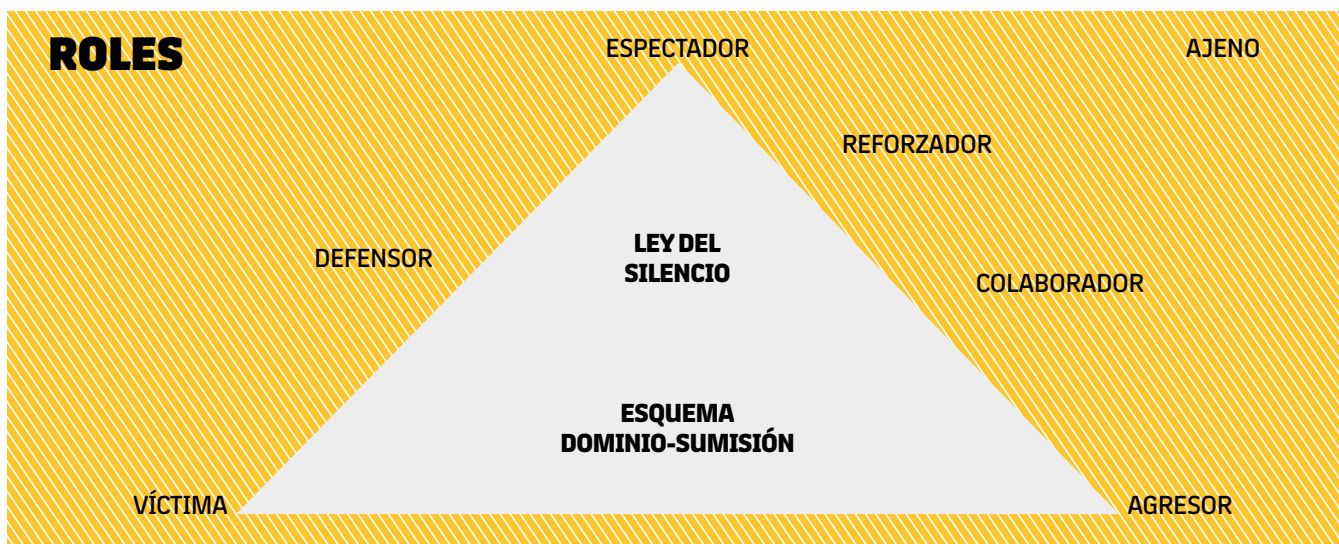 ROLES
ESPECTADOR
AJENO
REFORZADOR
DEFENSOR
LEY DEL
SILENCIO
COLABORADOR
ESQUEMA
DOMINIO-SUMISIÓN
VÍCTIMA
AGRESOR